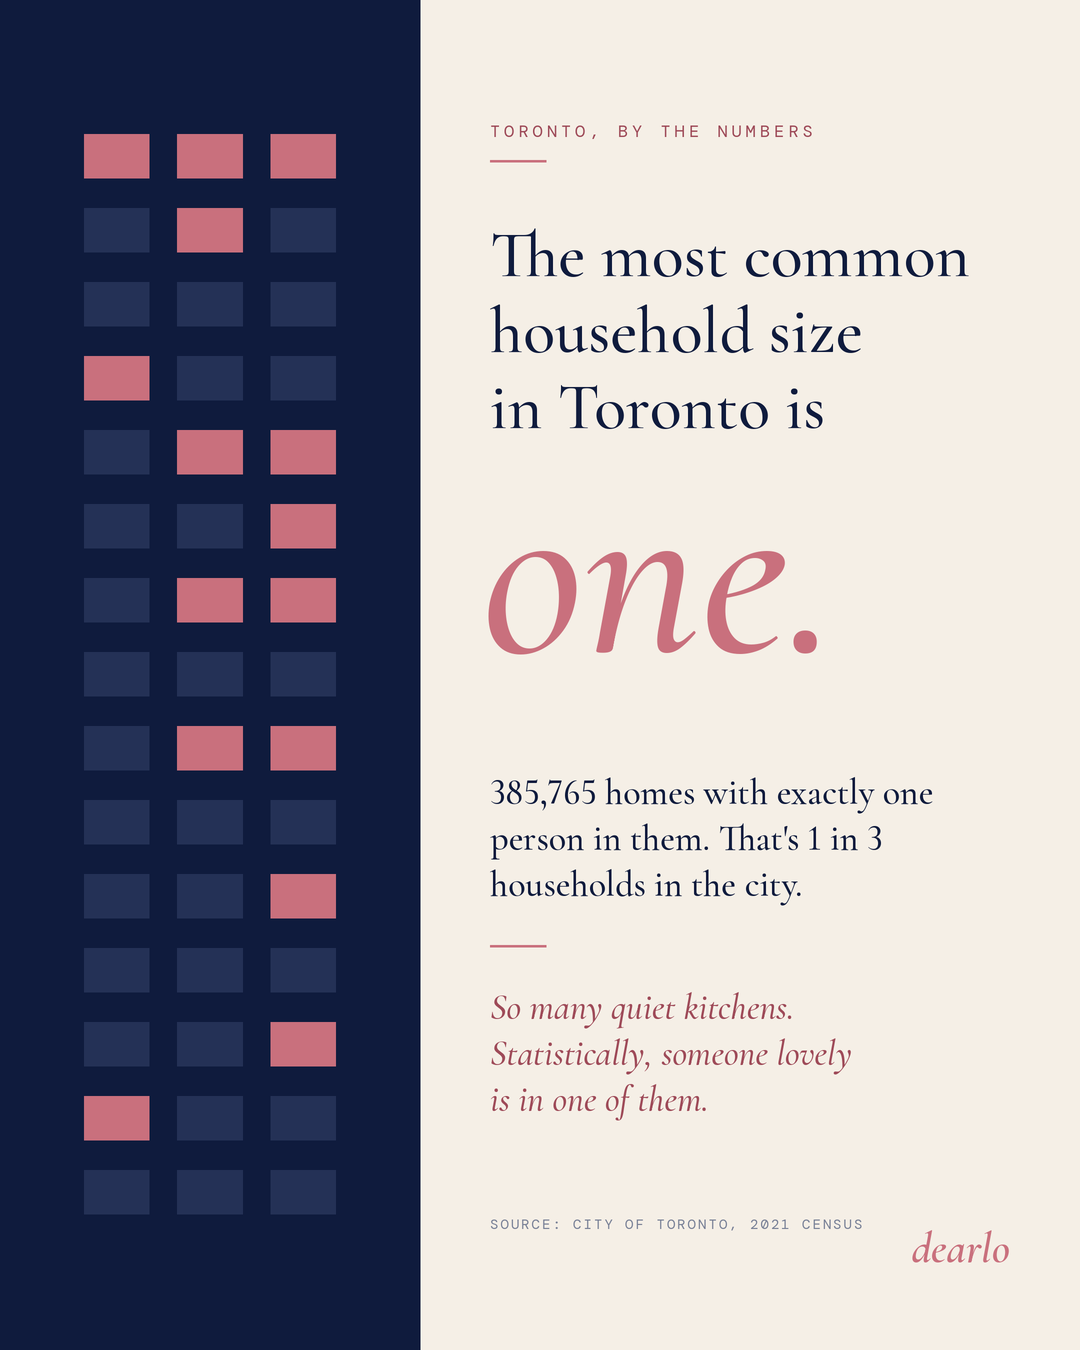 TORONTO, BY THE NUMBERS
The most common
household size
in Toronto is
one.
385,765 homes with exactly one
person in them. That's 1 in 3
households in the city.
So many quiet kitchens.
Statistically, someone lovely
is in one of them.
SOURCE: CITY OF TORONTO, 2021 CENSUS
dearlo